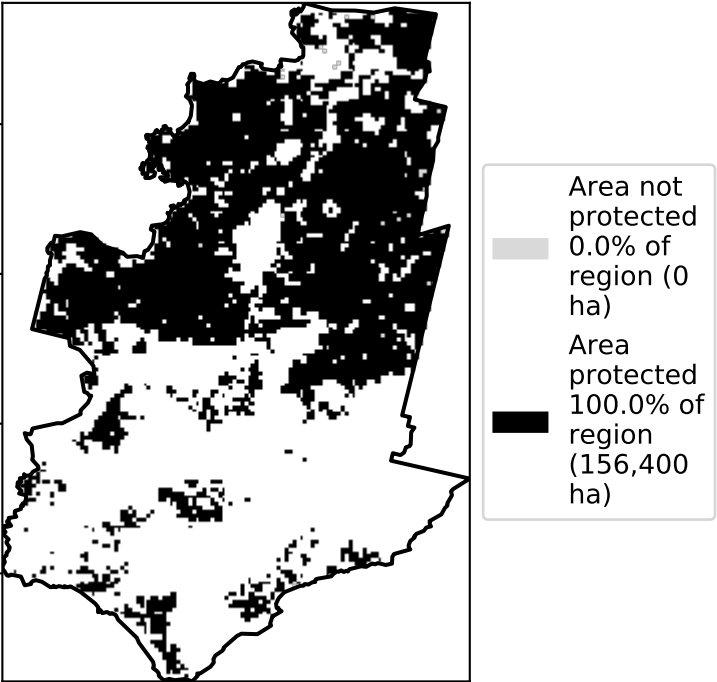 Area not
protected
0.0% of
region (0
ha)
Area
protected
100.0% of
region
(156,400
ha)